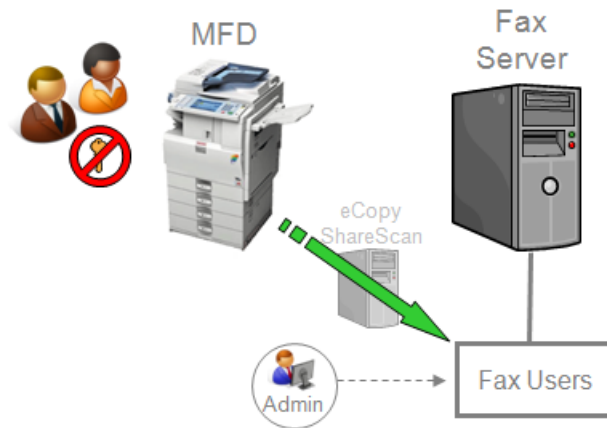 MFD
Fax
Server
eCopy
ShareScan
Fax Users
Admin